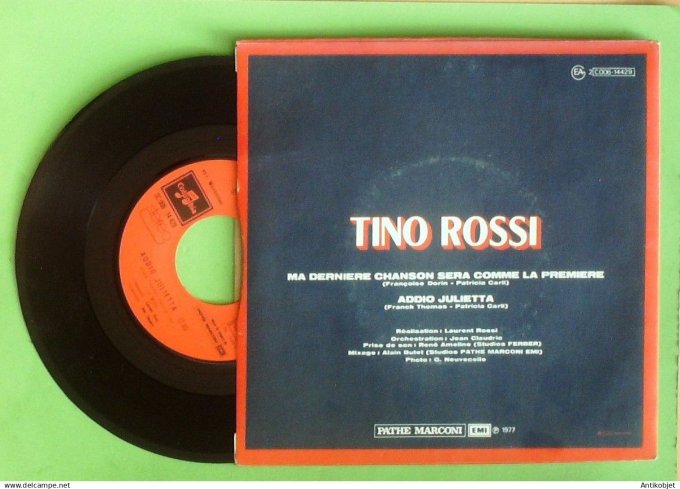 EA 2C006-14429
TINO ROSSI
MA DERNIERE CHANSON SERA COMME LA PREMIERE
(Françoise Dorin - Patricia Carli)
ADDIO JULIETTA
(Franck Thomas - Patricia Carli)
Réalisation : Laurent Rossi
Orchestration : Jean Claudric
Prise de son : René Ameline (Studios FERBER)
Mixage : Alain Butet (Studios PATHE MARCONI EMI)
Photo : G. Neuvecelle
PATHE MARCONI EMI ℗ 1977
Columbia
ADDIO JULIETTA
www.delcampe.net
Antikobjet